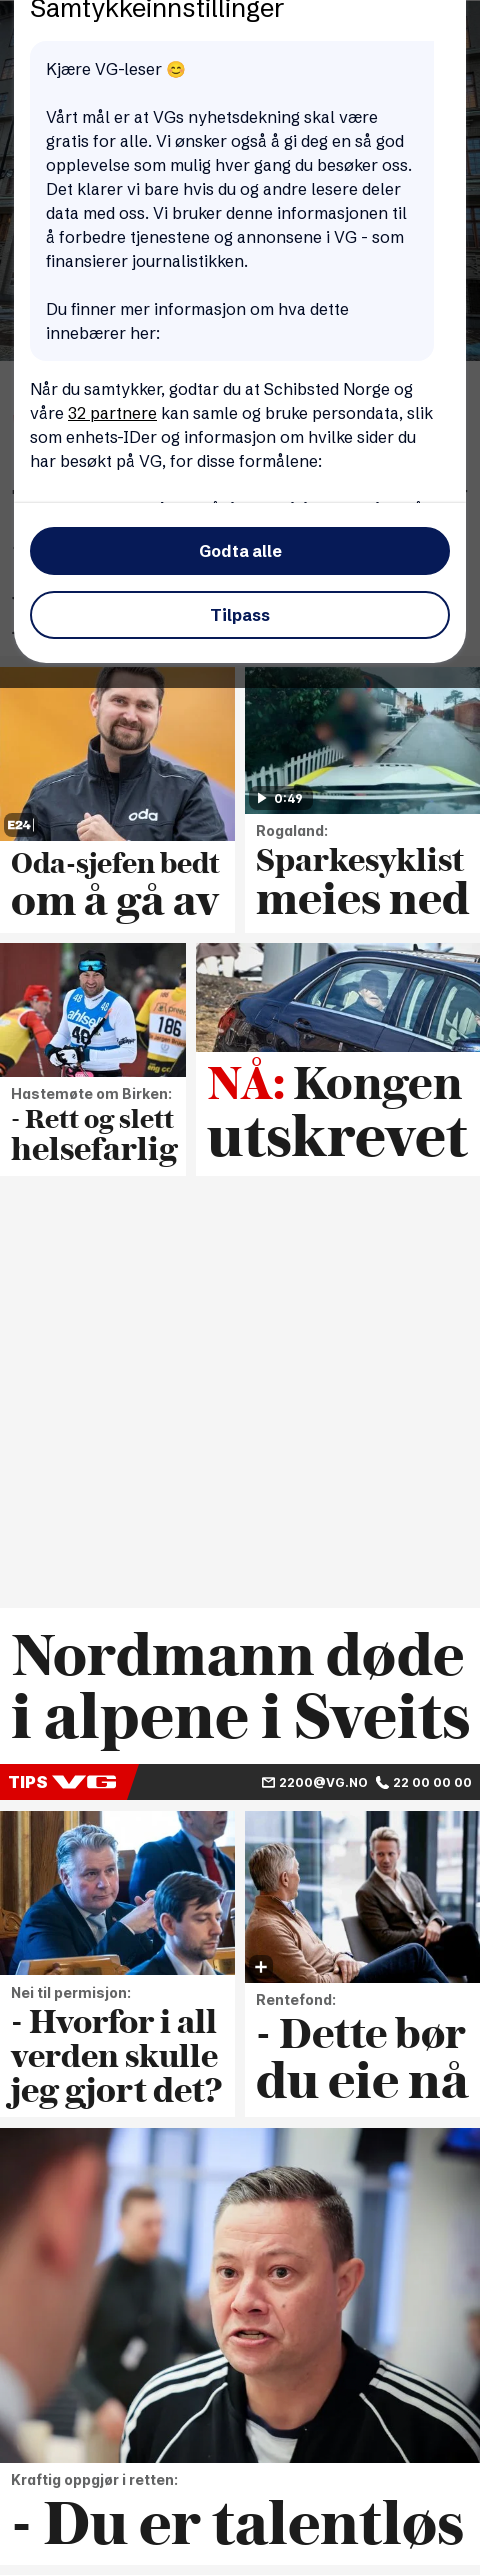 Samtykkeinnstillinger
Kjære VG-leser 😊
Vårt mål er at VGs nyhetsdekning skal være
gratis for alle. Vi ønsker også å gi deg en så god
opplevelse som mulig hver gang du besøker oss.
Det klarer vi bare hvis du og andre lesere deler
data med oss. Vi bruker denne informasjonen til
å forbedre tjenestene og annonsene i VG - som
finansierer journalistikken.
Du finner mer informasjon om hva dette
innebærer her:
Når du samtykker, godtar du at Schibsted Norge og
våre 32 partnere kan samle og bruke persondata, slik
som enhets-IDer og informasjon om hvilke sider du
har besøkt på VG, for disse formålene:
Godta alle
Tilpass
E24
oda
Oda-sjefen bedt
om å gå av
0:49
Rogaland:
Sparkesyklist
meies ned
48
48
ahlsell
40
186
Hastemøte om Birken:
- Rett og slett
helsefarlig
NÅ: Kongen
utskrevet
Nordmann døde
i alpene i Sveits
TIPS VG
2200@VG.NO 22 00 00 00
Nei til permisjon:
- Hvorfor i all
verden skulle
jeg gjort det?
Rentefond:
- Dette bør
du eie nå
Kraftig oppgjør i retten:
- Du er talentløs